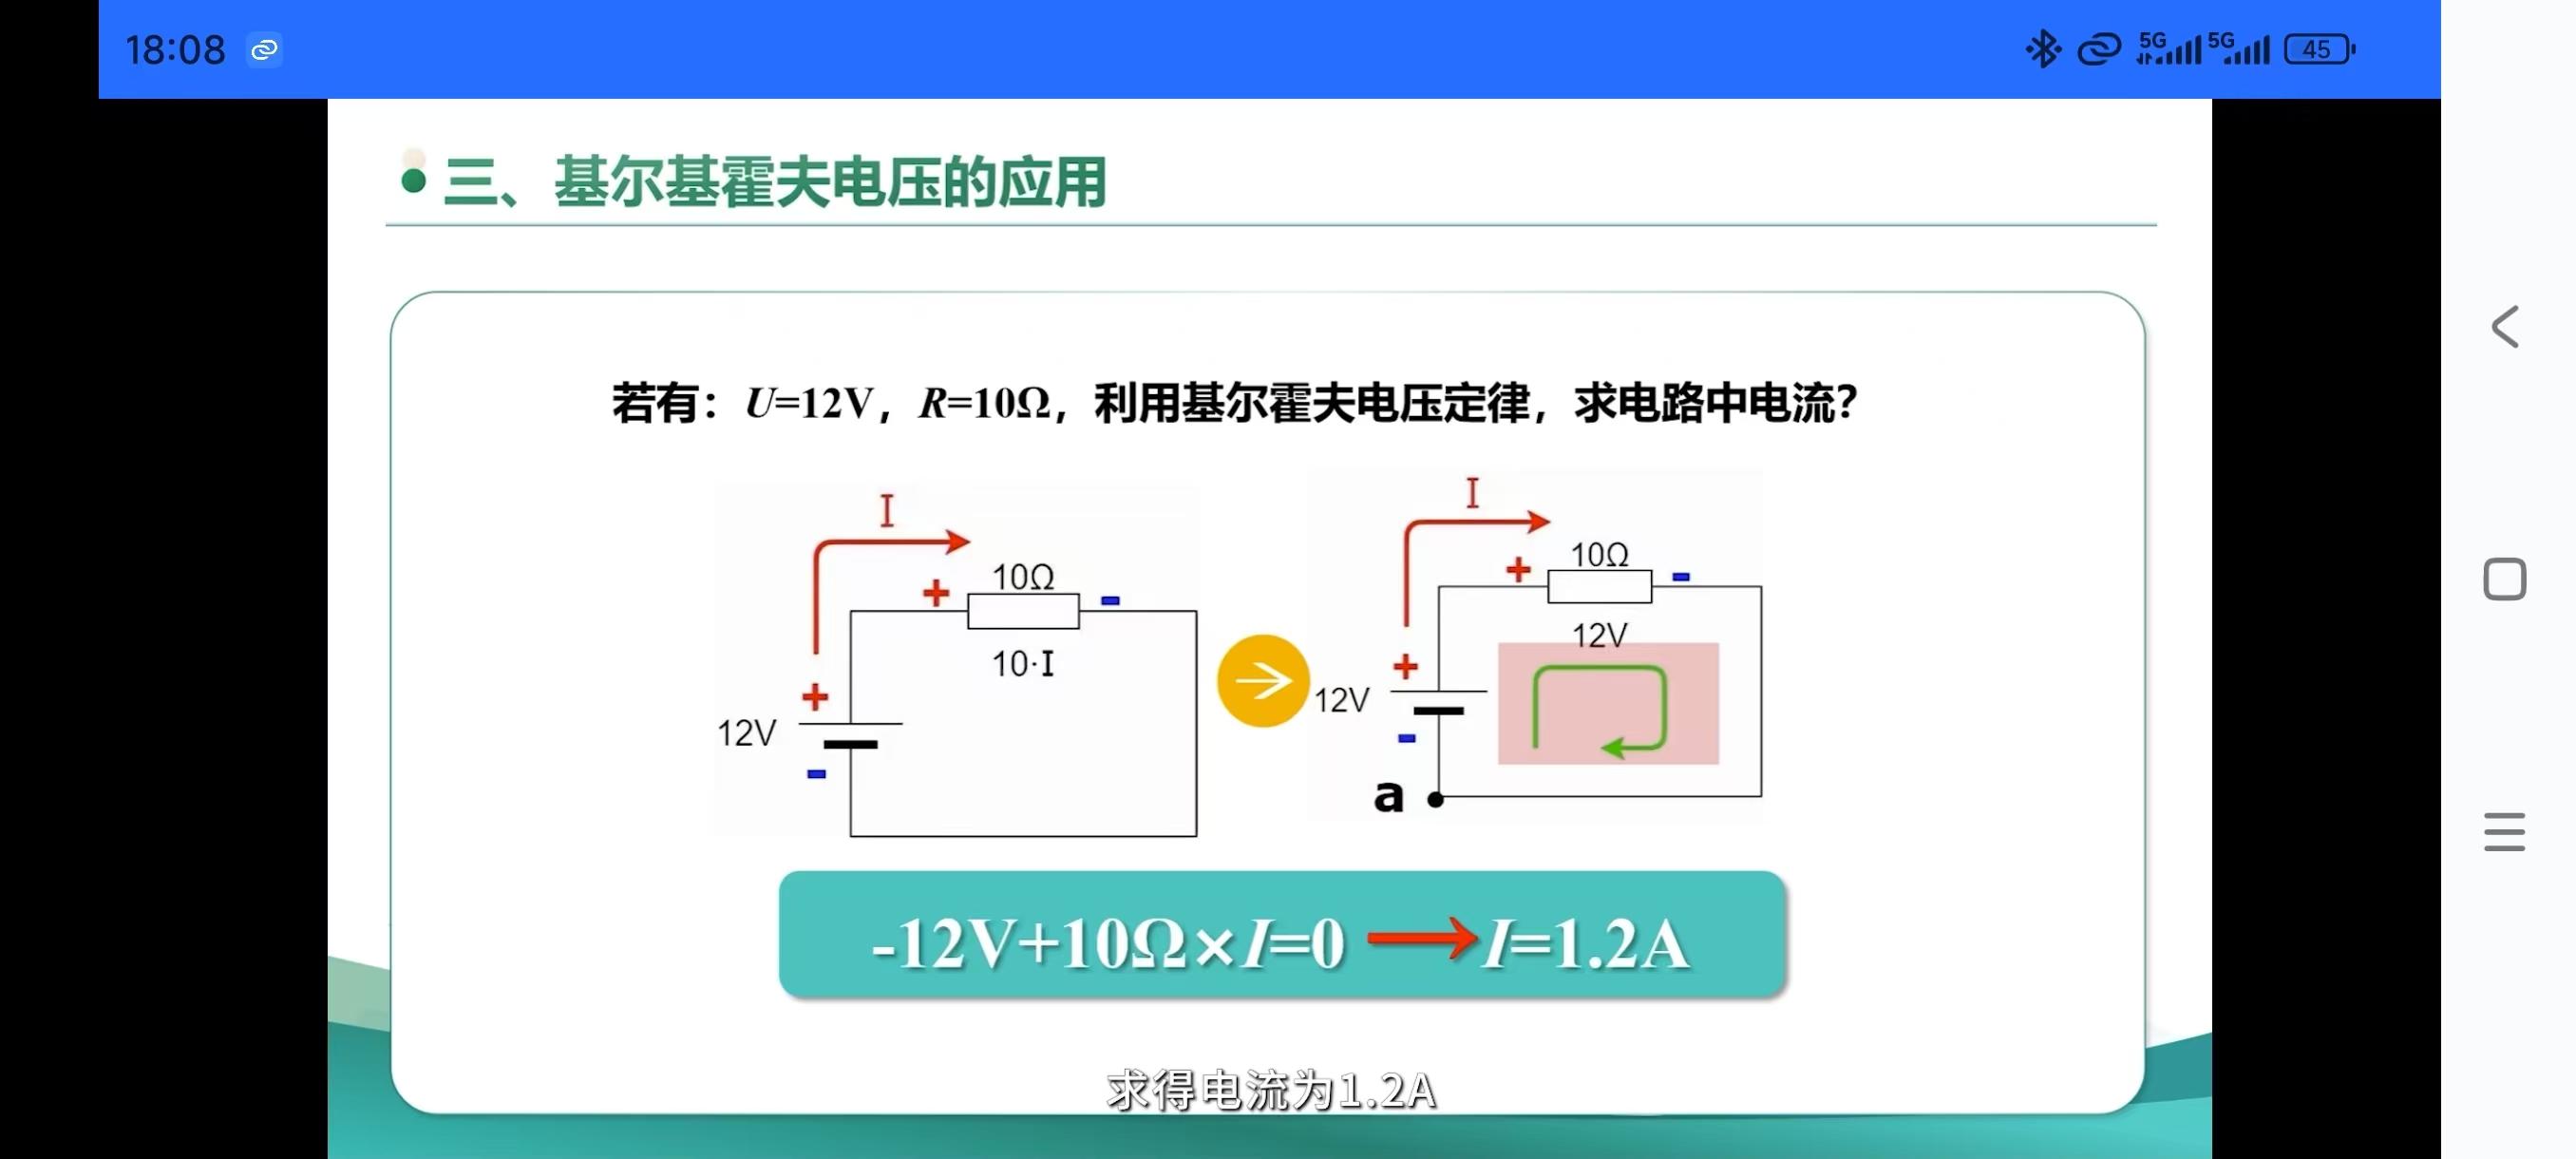 18:08
5G 5G 45
三、基尔基霍夫电压的应用
若有：U=12V，R=10Ω，利用基尔霍夫电压定律，求电路中电流？
I
10Ω
+ -
10·I
+
12V
-
I
10Ω
+ -
12V
+
12V
-
a
-12V+10Ω×I=0 → I=1.2A
求得电流为1.2A